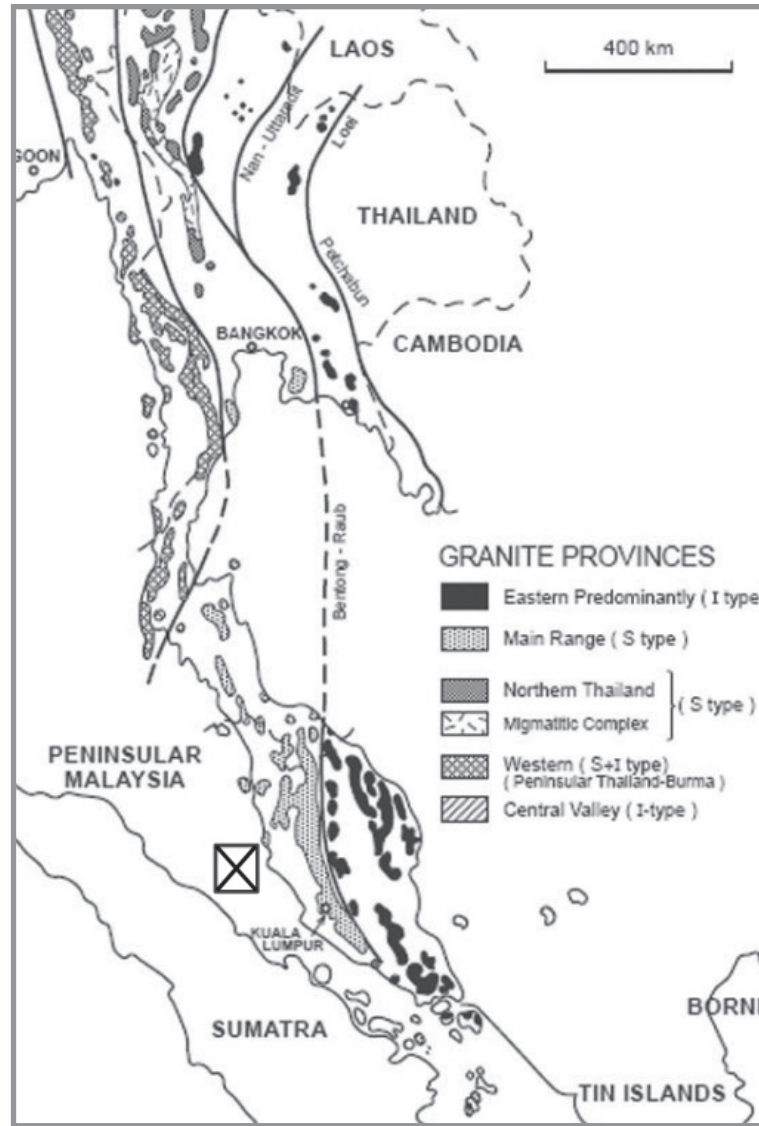 LAOS
400 km
GOON
Nan - Uttaradit
Loei
THAILAND
Petchabun
BANGKOK
CAMBODIA
Bentong - Raub
GRANITE PROVINCES
Eastern Predominantly ( I type
Main Range ( S type )
Northern Thailand
( S type )
Migmatitic Complex
Western ( S+I type)
( Peninsular Thailand-Burma )
Central Valley ( I-type )
PENINSULAR
MALAYSIA
KUALA
LUMPUR
SUMATRA
BORN
TIN ISLANDS